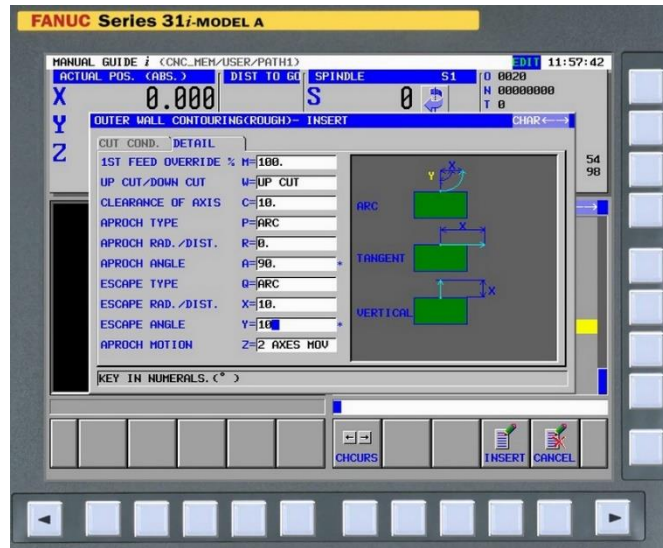 FANUC Series 31i-MODEL A
MANUAL GUIDE i (CNC_MEM/USER/PATH1) EDIT 11:57:42
ACTUAL POS. (ABS.) DIST TO GO SPINDLE S1 O 0020
N 00000000
X 0.000 S 0 T 0
Y
OUTER WALL CONTOURING(ROUGH)- INSERT CHAR←→
CUT COND. DETAIL
Z
1ST FEED OVERRIDE % H=100.
54
98
UP CUT/DOWN CUT W=UP CUT
CLEARANCE OF AXIS C=10.
APROCH TYPE P=ARC
APROCH RAD./DIST. R=0.
APROCH ANGLE A=90. *
ESCAPE TYPE Q=ARC
ESCAPE RAD./DIST. X=10.
ESCAPE ANGLE Y=10 *
APROCH MOTION Z=2 AXES MOV
Y X
ARC
X
TANGENT
X
VERTICAL
KEY IN NUMERALS.(° )
CHCURS INSERT CANCEL